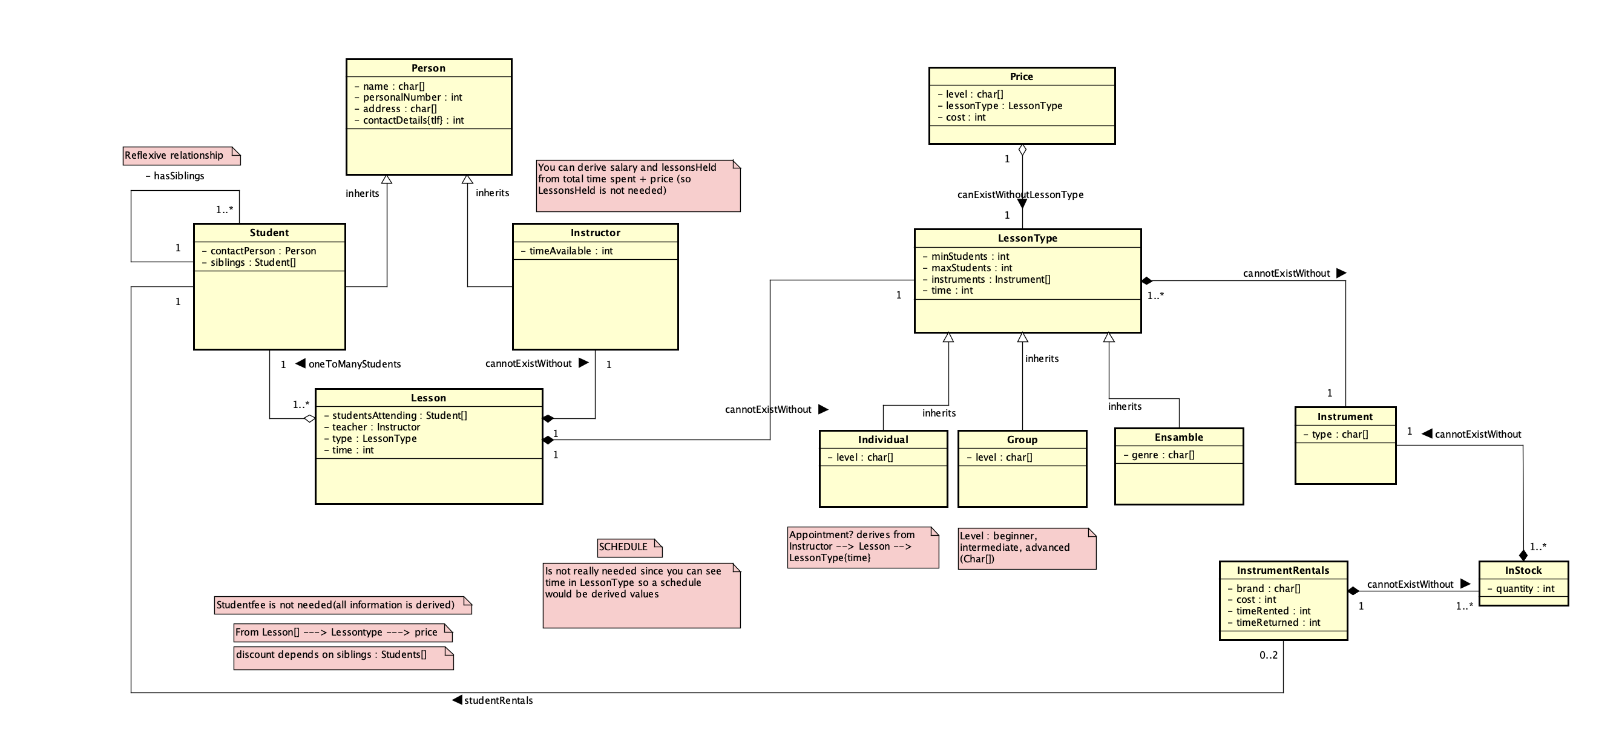 Person
- name : char[]
- personalNumber : int
- address : char[]
- contactDetails{tlf} : int
Price
- level : char[]
- lessonType : LessonType
- cost : int
Reflexive relationship
- hasSiblings
1..*
1
inherits
inherits
You can derive salary and lessonsHeld
from total time spent + price (so
LessonsHeld is not needed)
1
canExistWithoutLessonType
1
Student
- contactPerson : Person
- siblings : Student[]
1
Instructor
- timeAvailable : int
LessonType
- minStudents : int
- maxStudents : int
- instruments : Instrument[]
- time : int
1
cannotExistWithout
1..*
1
oneToManyStudents
cannotExistWithout
1
inherits
inherits
inherits
1..*
Lesson
- studentsAttending : Student[]
- teacher : Instructor
- type : LessonType
- time : int
1
1
cannotExistWithout
Individual
- level : char[]
Group
- level : char[]
Ensamble
- genre : char[]
1
Instrument
- type : char[]
1
cannotExistWithout
1..*
Appointment? derives from
Instructor --> Lesson -->
LessonType{time}
Level : beginner,
intermediate, advanced
(Char[])
SCHEDULE
Is not really needed since you can see
time in LessonType so a schedule
would be derived values
InstrumentRentals
- brand : char[]
- cost : int
- timeRented : int
- timeReturned : int
cannotExistWithout
1
1..*
InStock
- quantity : int
Studentfee is not needed(all information is derived)
From Lesson[] ---> Lessontype ---> price
discount depends on siblings : Students[]
0..2
studentRentals